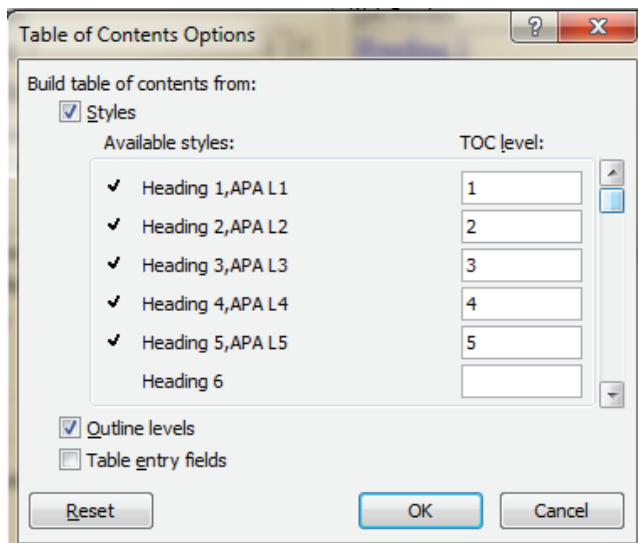 Table of Contents Options
Build table of contents from:
Styles
Available styles: TOC level:
Heading 1,APA L1 1
Heading 2,APA L2 2
Heading 3,APA L3 3
Heading 4,APA L4 4
Heading 5,APA L5 5
Heading 6
Outline levels
Table entry fields
Reset OK Cancel